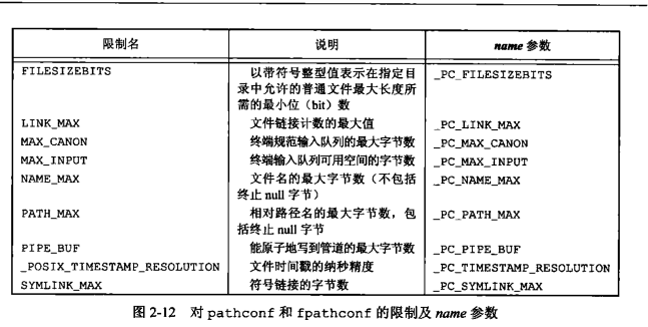 限制名 说明 name 参数
FILESIZEBITS 以带符号整型值表示在指定目 _PC_FILESIZEBITS
录中允许的普通文件最大长度所
需的最小位（bit）数
LINK_MAX 文件链接计数的最大值 _PC_LINK_MAX
MAX_CANON 终端规范输入队列的最大字节数 _PC_MAX_CANON
MAX_INPUT 终端输入队列可用空间的字节数 _PC_MAX_INPUT
NAME_MAX 文件名的最大字节数（不包括 _PC_NAME_MAX
终止 null 字节）
PATH_MAX 相对路径名的最大字节数，包 _PC_PATH_MAX
括终止 null 字节
PIPE_BUF 能原子地写到管道的最大字节数 _PC_PIPE_BUF
_POSIX_TIMESTAMP_RESOLUTION 文件时间戳的纳秒精度 _PC_TIMESTAMP_RESOLUTION
SYMLINK_MAX 符号链接的字节数 _PC_SYMLINK_MAX
图 2-12 对 pathconf 和 fpathconf 的限制及 name 参数